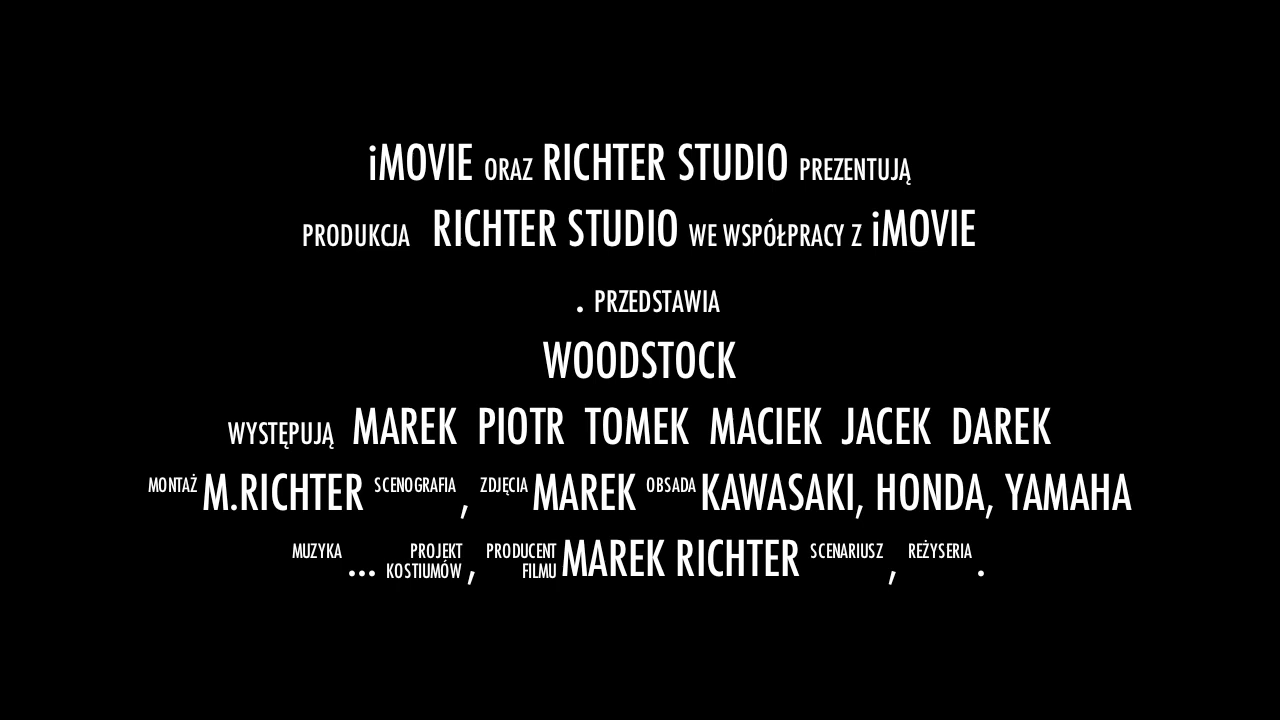 iMOVIE ORAZ RICHTER STUDIO PREZENTUJĄ
PRODUKCJA RICHTER STUDIO WE WSPÓŁPRACY Z iMOVIE
. PRZEDSTAWIA
WOODSTOCK
WYSTĘPUJĄ MAREK PIOTR TOMEK MACIEK JACEK DAREK
MONTAŻ M.RICHTER SCENOGRAFIA , ZDJĘCIA MAREK OBSADA KAWASAKI, HONDA, YAMAHA
MUZYKA ... PROJEKT KOSTIUMÓW , PRODUCENT FILMU MAREK RICHTER SCENARIUSZ , REŻYSERIA .